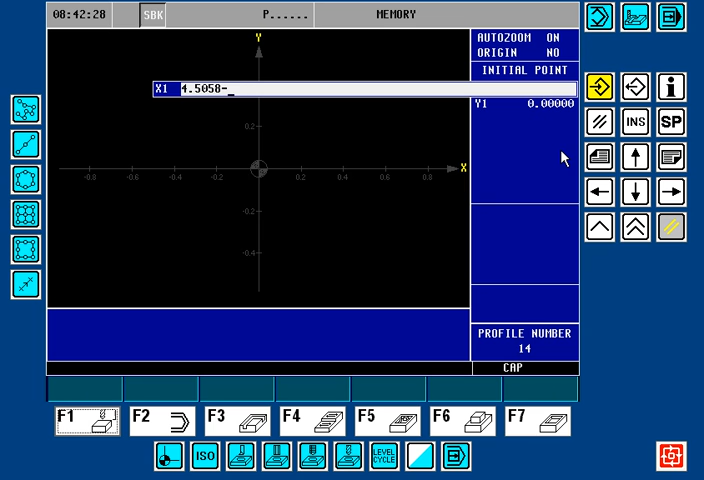 08:42:28 SBK P...... MEMORY
AUTOZOOM ON
ORIGIN NO
INITIAL POINT
X1 4.5058-_
Y1 0.00000
Y
X
0.2
-0.8 -0.6 -0.4 -0.2 0.2 0.4 0.6 0.8
-0.2
-0.4
PROFILE NUMBER
14
CAP
INS SP
F1 F2 F3 F4 F5 F6 F7
ISO LEVEL CYCLE